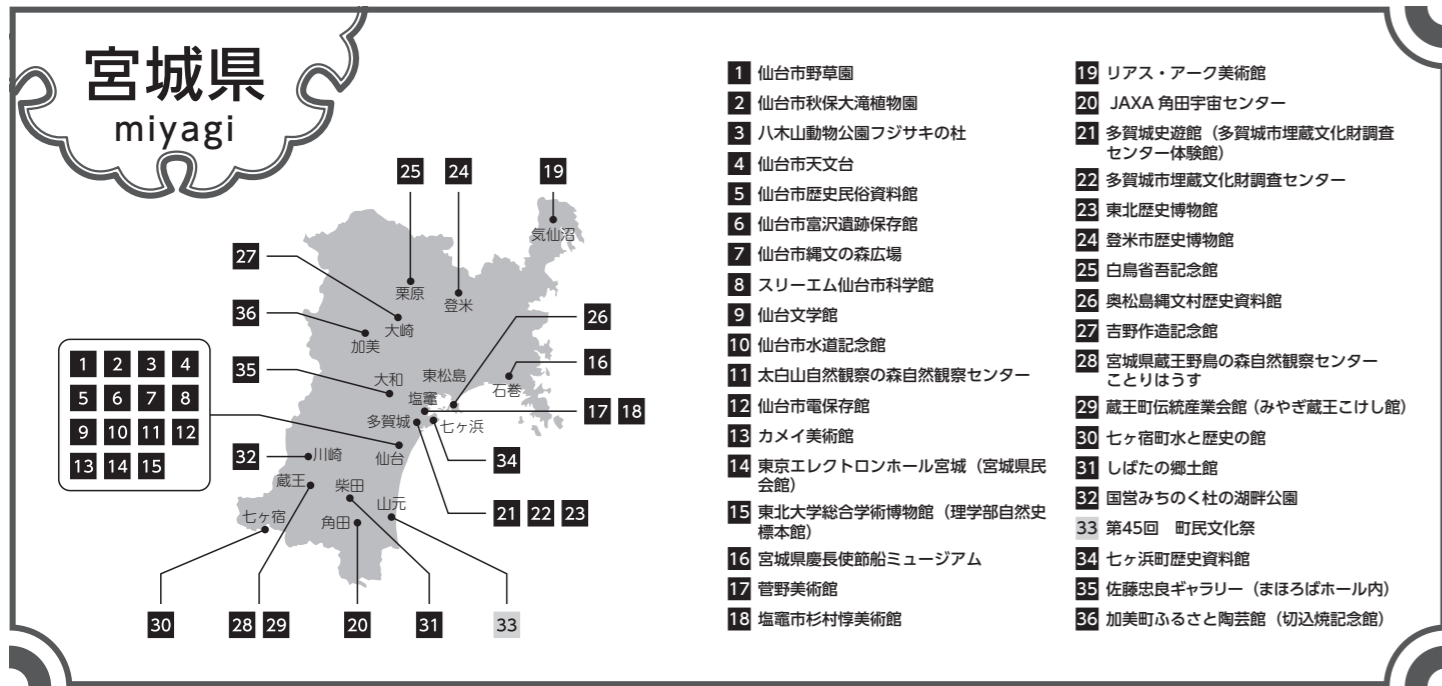 宮城県
miyagi
25
24
19
気仙沼
27
栗原
登米
36
大崎
加美
26
1 2 3 4
5 6 7 8
9 10 11 12
13 14 15
35
大和
東松島
石巻
16
塩竈
17 18
多賀城
七ヶ浜
32
川崎
仙台
34
蔵王
柴田
山元
21 22 23
七ヶ宿
角田
30
28 29
20
31
33
1 仙台市野草園
2 仙台市秋保大滝植物園
3 八木山動物公園フジサキの杜
4 仙台市天文台
5 仙台市歴史民俗資料館
6 仙台市富沢遺跡保存館
7 仙台市縄文の森広場
8 スリーエム仙台市科学館
9 仙台文学館
10 仙台市水道記念館
11 太白山自然観察の森自然観察センター
12 仙台市電保存館
13 カメイ美術館
14 東京エレクトロンホール宮城（宮城県民
会館）
15 東北大学総合学術博物館（理学部自然史
標本館）
16 宮城県慶長使節船ミュージアム
17 菅野美術館
18 塩竈市杉村惇美術館
19 リアス・アーク美術館
20 JAXA 角田宇宙センター
21 多賀城史遊館（多賀城市埋蔵文化財調査
センター体験館）
22 多賀城市埋蔵文化財調査センター
23 東北歴史博物館
24 登米市歴史博物館
25 白鳥省吾記念館
26 奥松島縄文村歴史資料館
27 吉野作造記念館
28 宮城県蔵王野鳥の森自然観察センター
ことりはうす
29 蔵王町伝統産業会館（みやぎ蔵王こけし館）
30 七ヶ宿町水と歴史の館
31 しばたの郷土館
32 国営みちのく杜の湖畔公園
33 第45回　町民文化祭
34 七ヶ浜町歴史資料館
35 佐藤忠良ギャラリー（まほろばホール内）
36 加美町ふるさと陶芸館（切込焼記念館）